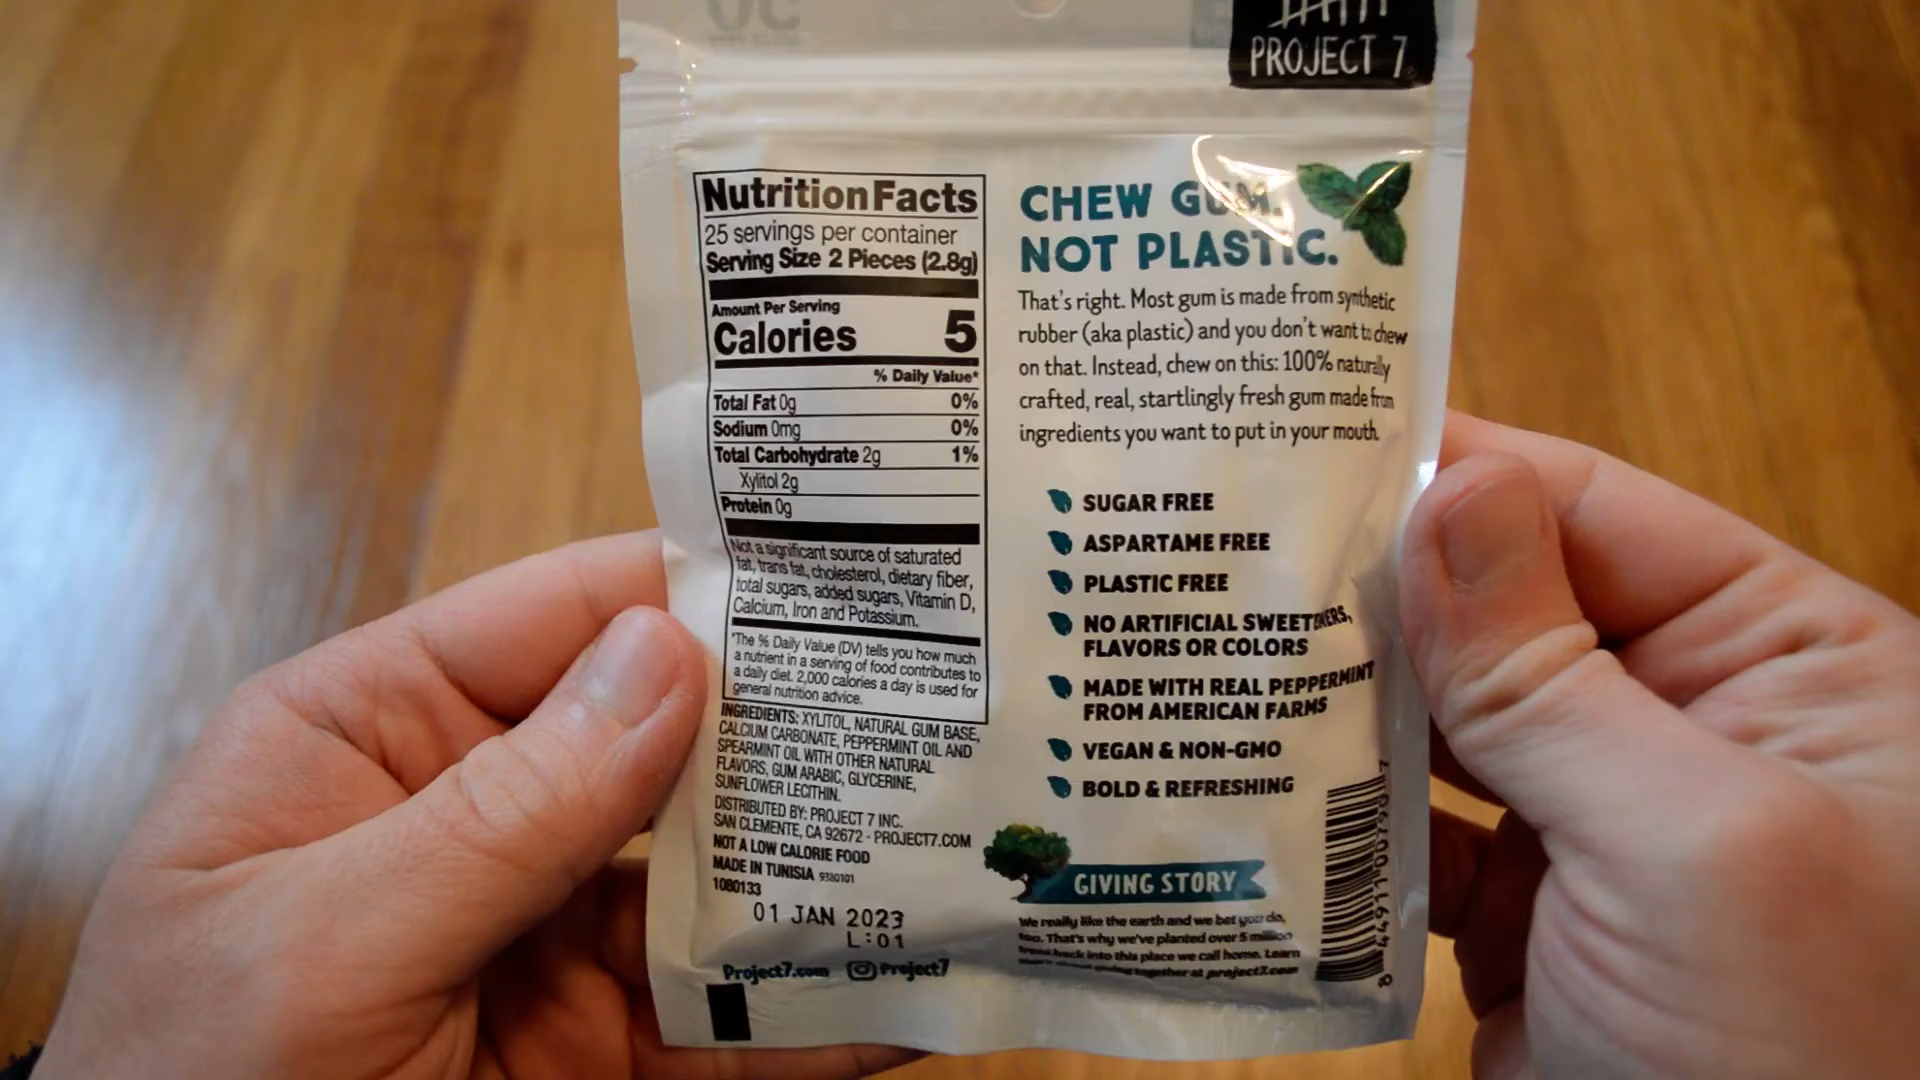 PROJECT 7
Nutrition Facts
25 servings per container
Serving Size 2 Pieces (2.8g)
Amount Per Serving
Calories 5
% Daily Value*
Total Fat 0g 0%
Sodium 0mg 0%
Total Carbohydrate 2g 1%
Xylitol 2g
Protein 0g
Not a significant source of saturated
fat, trans fat, cholesterol, dietary fiber,
total sugars, added sugars, Vitamin D,
Calcium, Iron and Potassium.
*The % Daily Value (DV) tells you how much
a nutrient in a serving of food contributes to
a daily diet. 2,000 calories a day is used for
general nutrition advice.
INGREDIENTS: XYLITOL, NATURAL GUM BASE,
CALCIUM CARBONATE, PEPPERMINT OIL AND
SPEARMINT OIL WITH OTHER NATURAL
FLAVORS, GUM ARABIC, GLYCERINE,
SUNFLOWER LECITHIN.
DISTRIBUTED BY: PROJECT 7 INC.
SAN CLEMENTE, CA 92672 - PROJECT7.COM
NOT A LOW CALORIE FOOD
MADE IN TUNISIA 9380101
1080133
01 JAN 2023
L:01
Project7.com Project7
CHEW GUM.
NOT PLASTIC.
That's right. Most gum is made from synthetic
rubber (aka plastic) and you don't want to chew
on that. Instead, chew on this: 100% naturally
crafted, real, startlingly fresh gum made from
ingredients you want to put in your mouth.
SUGAR FREE
ASPARTAME FREE
PLASTIC FREE
NO ARTIFICIAL SWEETENERS,
FLAVORS OR COLORS
MADE WITH REAL PEPPERMINT
FROM AMERICAN FARMS
VEGAN & NON-GMO
BOLD & REFRESHING
GIVING STORY
We really like the earth and we bet you do,
too. That's why we've planted over 5 million
trees back into this place we call home. Learn
giving together at project7.com